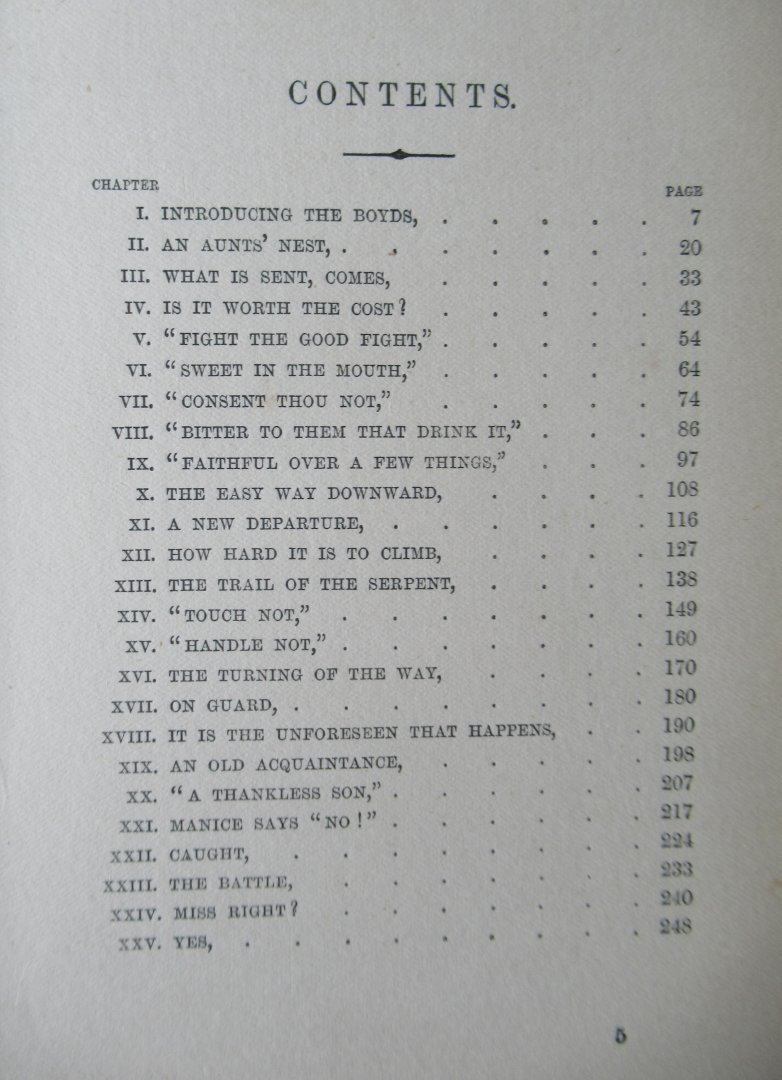 CONTENTS.
CHAPTER PAGE
I. INTRODUCING THE BOYDS, . . . . . 7
II. AN AUNTS' NEST, . . . . . . . 20
III. WHAT IS SENT, COMES, . . . . . 33
IV. IS IT WORTH THE COST? . . . . . 43
V. "FIGHT THE GOOD FIGHT," . . . . . 54
VI. "SWEET IN THE MOUTH," . . . . . 64
VII. "CONSENT THOU NOT," . . . . . 74
VIII. "BITTER TO THEM THAT DRINK IT," . . . 86
IX. "FAITHFUL OVER A FEW THINGS," . . . 97
X. THE EASY WAY DOWNWARD, . . . . 108
XI. A NEW DEPARTURE, . . . . . . 116
XII. HOW HARD IT IS TO CLIMB, . . . . 127
XIII. THE TRAIL OF THE SERPENT, . . . . 138
XIV. "TOUCH NOT," . . . . . . . 149
XV. "HANDLE NOT," . . . . . . . 160
XVI. THE TURNING OF THE WAY, . . . . 170
XVII. ON GUARD, . . . . . . . . 180
XVIII. IT IS THE UNFORESEEN THAT HAPPENS, . . 190
XIX. AN OLD ACQUAINTANCE, . . . . . 198
XX. "A THANKLESS SON," . . . . . . 207
XXI. MANICE SAYS "NO!" . . . . . . 217
XXII. CAUGHT, . . . . . . . . 224
XXIII. THE BATTLE, . . . . . . . 233
XXIV. MISS RIGHT? . . . . . . . 240
XXV. YES, . . . . . . . . . 248
5